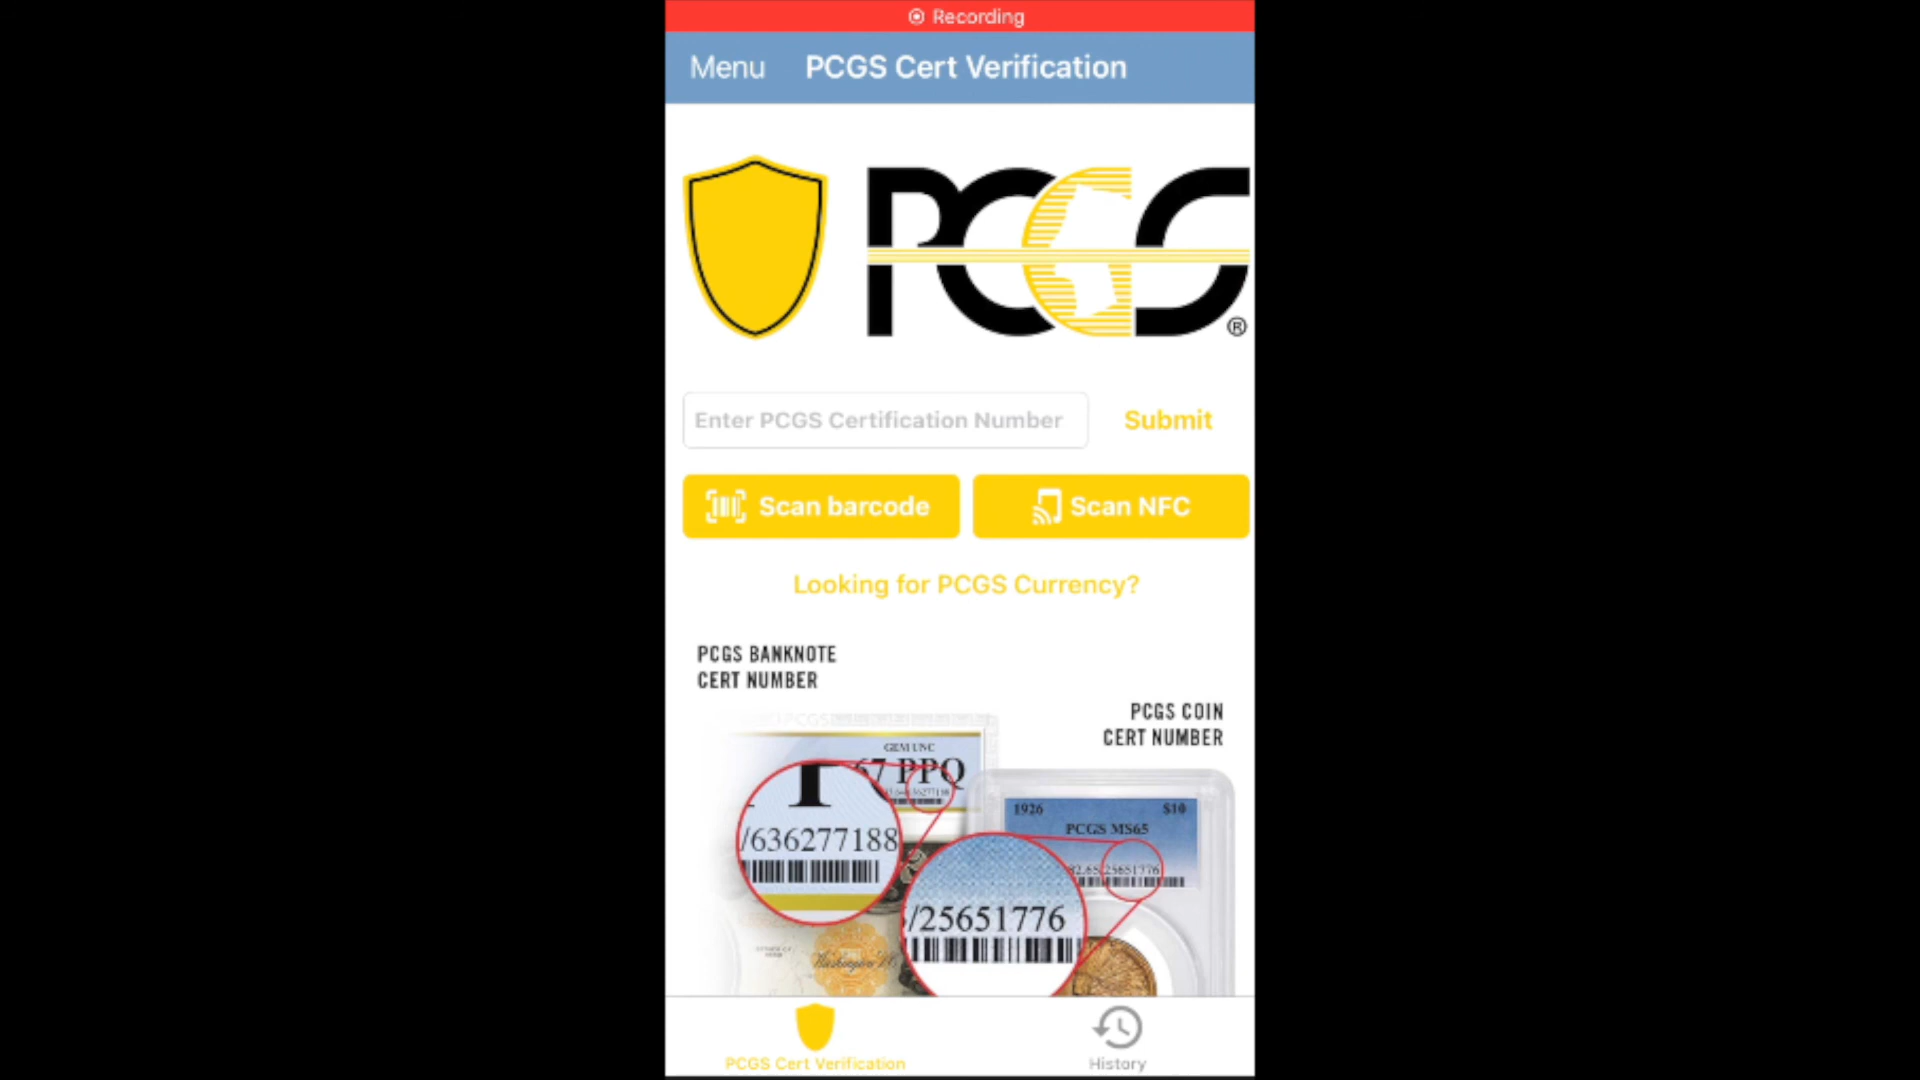 Recording
Menu PCGS Cert Verification
PCGS®
Enter PCGS Certification Number Submit
Scan barcode Scan NFC
Looking for PCGS Currency?
PCGS BANKNOTE
CERT NUMBER
PCGS COIN
CERT NUMBER
GEM UNC
67 PPQ
/636277188
1926 $10
PCGS MS65
25651776
/25651776
PCGS Cert Verification History